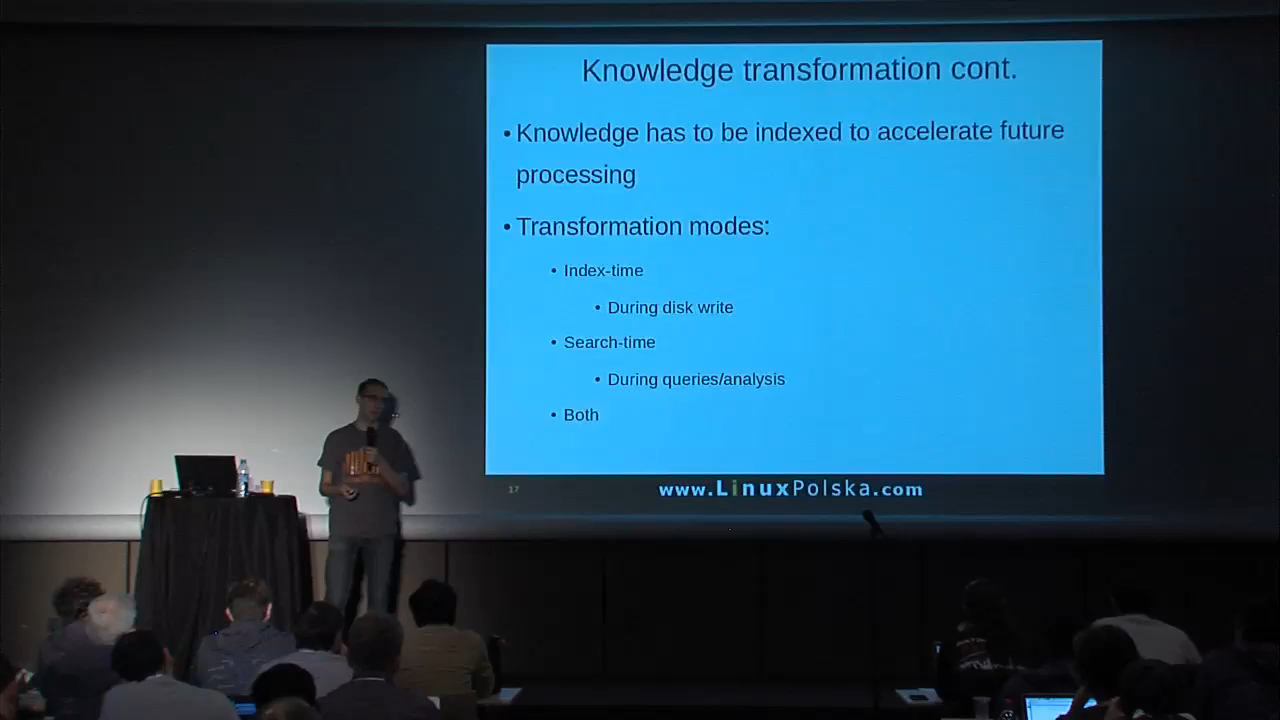 Knowledge transformation cont.
• Knowledge has to be indexed to accelerate future
processing
• Transformation modes:
• Index-time
• During disk write
• Search-time
• During queries/analysis
• Both
17
www.LinuxPolska.com